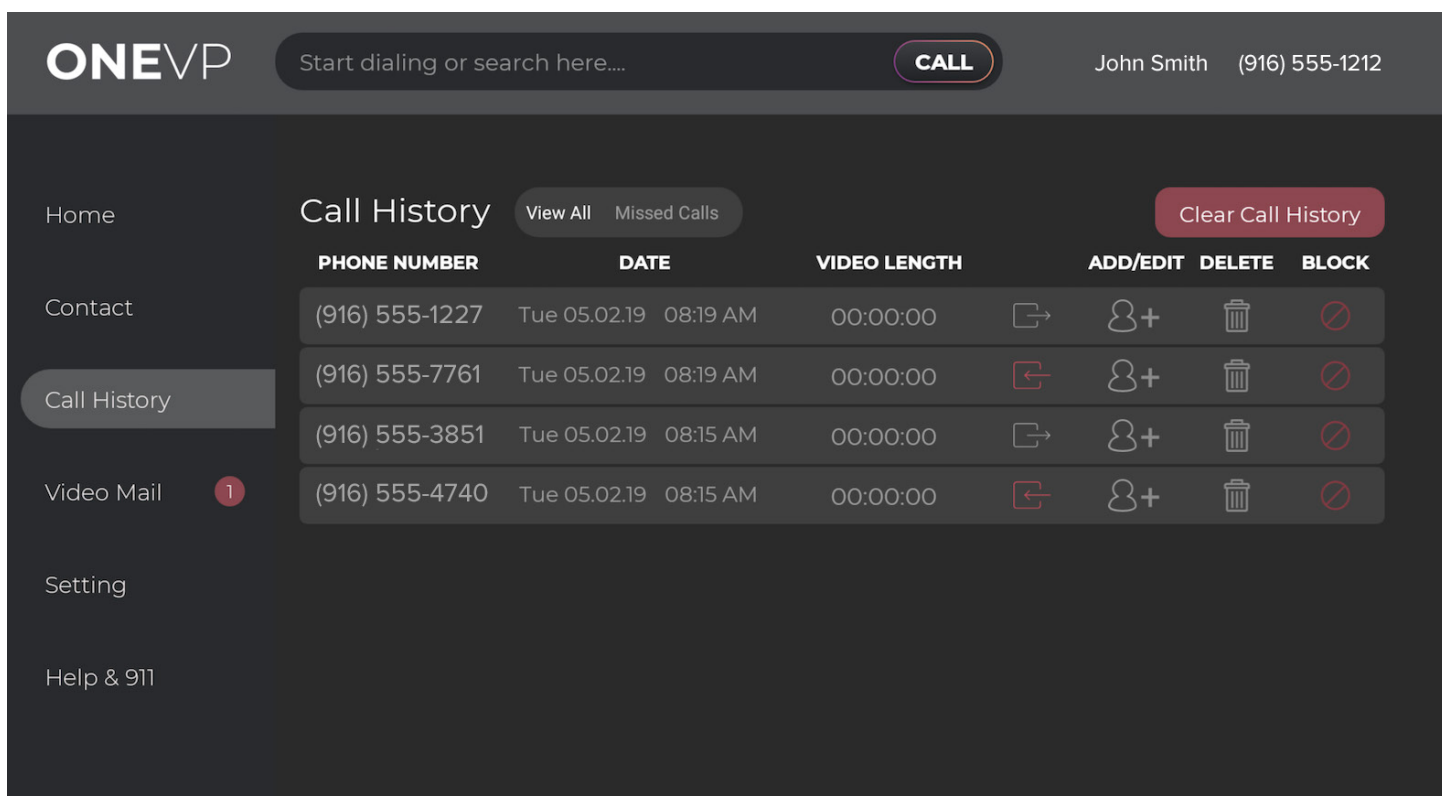 ONEVP Start dialing or search here.... CALL John Smith (916) 555-1212
Home
Contact
Call History
Video Mail 1
Setting
Help & 911
Call History View All Missed Calls Clear Call History
PHONE NUMBER DATE VIDEO LENGTH ADD/EDIT DELETE BLOCK
(916) 555-1227 Tue 05.02.19 08:19 AM 00:00:00
(916) 555-7761 Tue 05.02.19 08:19 AM 00:00:00
(916) 555-3851 Tue 05.02.19 08:15 AM 00:00:00
(916) 555-4740 Tue 05.02.19 08:15 AM 00:00:00